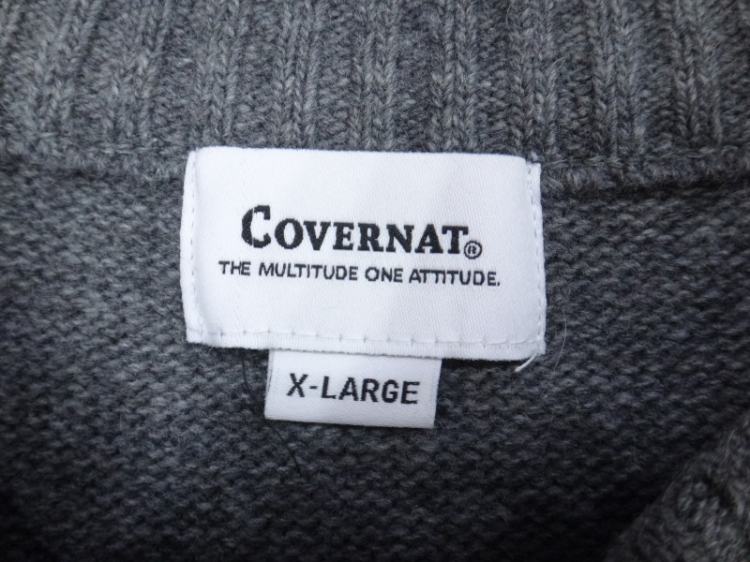 COVERNAT®
THE MULTITUDE ONE ATTITUDE.
X-LARGE